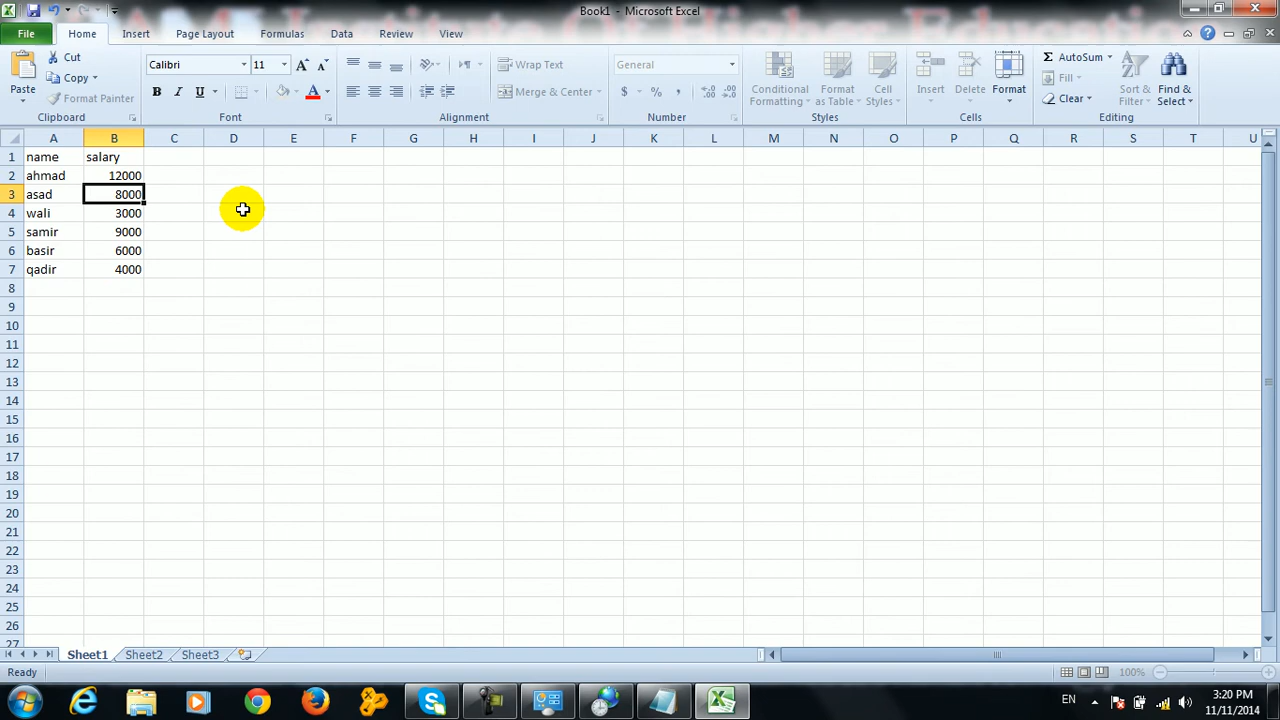 Book1 - Microsoft Excel
File Home Insert Page Layout Formulas Data Review View
Paste
Cut
Copy
Format Painter
Clipboard
Calibri 11
B I U
Font
Wrap Text
Merge & Center
Alignment
General
$ % ,
Number
Conditional Formatting
Format as Table
Cell Styles
Styles
Insert Delete Format
Cells
Σ AutoSum
Fill
Clear
Sort & Filter
Find & Select
Editing
A B C D E F G H I J K L M N O P Q R S T U
1 name salary
2 ahmad 12000
3 asad 8000
4 wali 3000
5 samir 9000
6 basir 6000
7 qadir 4000
8
9
10
11
12
13
14
15
16
17
18
19
20
21
22
23
24
25
26
27
Sheet1 Sheet2 Sheet3
Ready 100%
EN 3:20 PM
11/11/2014